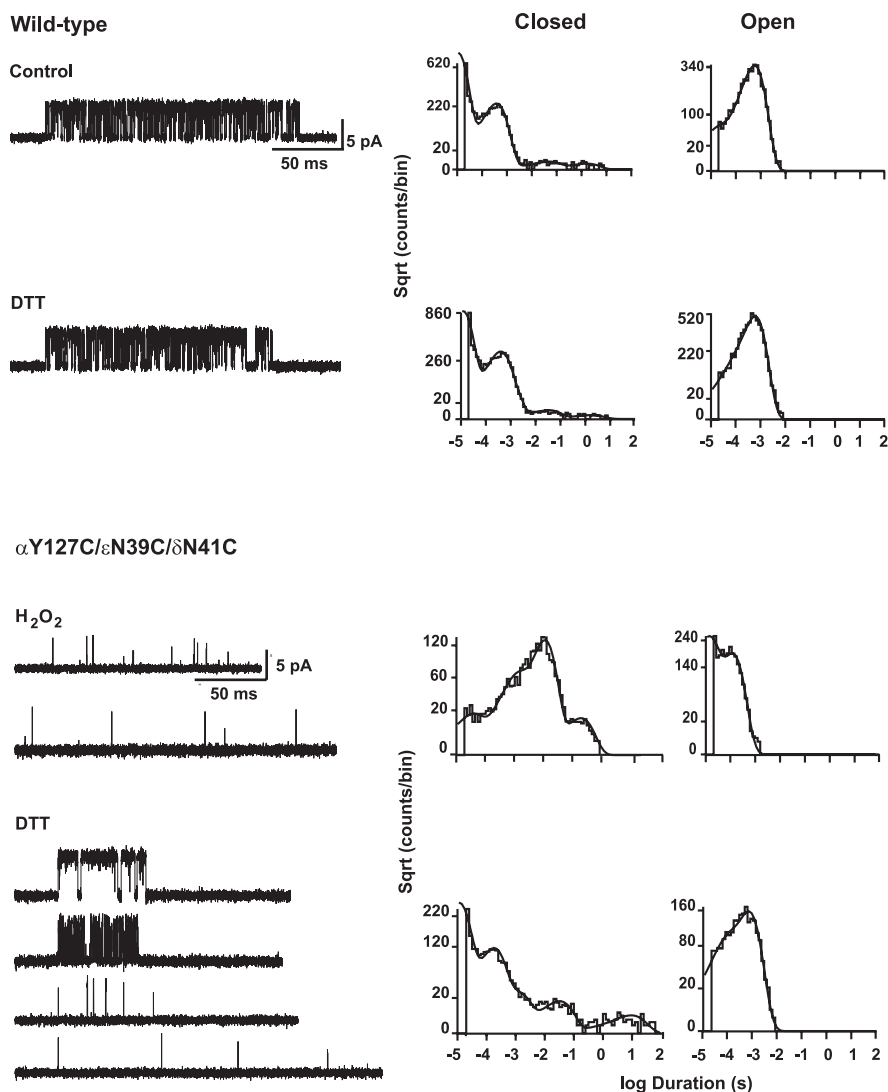 Wild-type
Closed
Open
Control
5 pA
50 ms
620
220
20
0
340
100
20
0
Sqrt (counts/bin)
DTT
860
260
20
0
-5 -4 -3 -2 -1 0 1 2
520
220
20
0
-5 -4 -3 -2 -1 0 1 2
αY127C/εN39C/δN41C
H2O2
5 pA
50 ms
120
60
20
0
240
140
20
0
Sqrt (counts/bin)
DTT
220
120
20
0
-5 -4 -3 -2 -1 0 1 2
160
80
20
0
-5 -4 -3 -2 -1 0 1 2
log Duration (s)